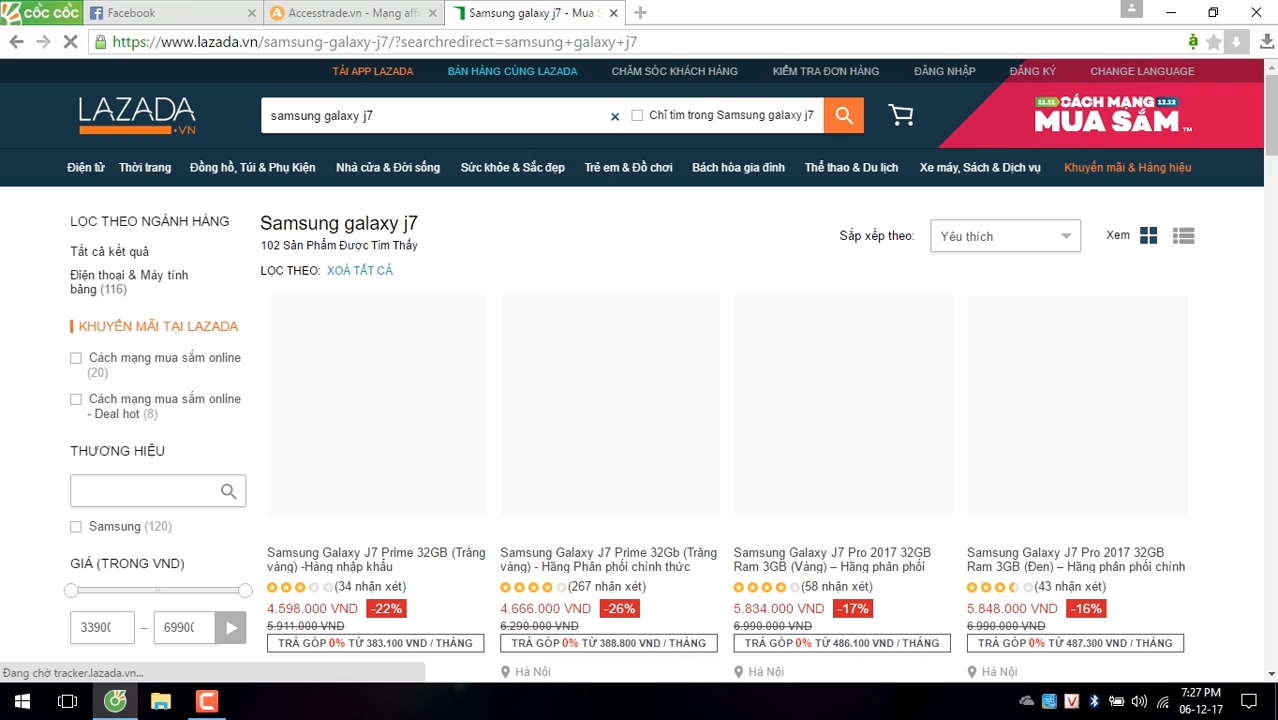 CỐC CỐC
Facebook
Accesstrade.vn - Mạng aff
Samsung galaxy j7 - Mua S
https://www.lazada.vn/samsung-galaxy-j7/?searchredirect=samsung+galaxy+j7
TẢI APP LAZADA
BÁN HÀNG CÙNG LAZADA
CHĂM SÓC KHÁCH HÀNG
KIỂM TRA ĐƠN HÀNG
ĐĂNG NHẬP
ĐĂNG KÝ
CHANGE LANGUAGE
LAZADA
.VN
samsung galaxy j7
Chỉ tìm trong Samsung galaxy j7
11.11 CÁCH MẠNG 12.12
MUA SẮM ™
Điện tử
Thời trang
Đồng hồ, Túi & Phụ Kiện
Nhà cửa & Đời sống
Sức khỏe & Sắc đẹp
Trẻ em & Đồ chơi
Bách hóa gia đình
Thể thao & Du lịch
Xe máy, Sách & Dịch vụ
Khuyến mãi & Hàng hiệu
LỌC THEO NGÀNH HÀNG
Tất cả kết quả
Điện thoại & Máy tính
bảng (116)
KHUYẾN MÃI TẠI LAZADA
Cách mạng mua sắm online
(20)
Cách mạng mua sắm online
- Deal hot (8)
THƯƠNG HIỆU
Samsung (120)
GIÁ (TRONG VND)
33900 – 69900
Samsung galaxy j7
102 Sản Phẩm Được Tìm Thấy
LỌC THEO: XOÁ TẤT CẢ
Sắp xếp theo:
Yêu thích
Xem
Samsung Galaxy J7 Prime 32GB (Trắng
vàng) -Hàng nhập khẩu
(34 nhận xét)
4.598.000 VND -22%
5.911.000 VND
TRẢ GÓP 0% TỪ 383.100 VND / THÁNG
Samsung Galaxy J7 Prime 32Gb (Trắng
vàng) - Hãng Phân phối chính thức
(267 nhận xét)
4.666.000 VND -26%
6.290.000 VND
TRẢ GÓP 0% TỪ 388.800 VND / THÁNG
Hà Nội
Samsung Galaxy J7 Pro 2017 32GB
Ram 3GB (Vàng) – Hãng phân phối
(58 nhận xét)
5.834.000 VND -17%
6.990.000 VND
TRẢ GÓP 0% TỪ 486.100 VND / THÁNG
Hà Nội
Samsung Galaxy J7 Pro 2017 32GB
Ram 3GB (Đen) – Hãng phân phối chính
(43 nhận xét)
5.848.000 VND -16%
6.990.000 VND
TRẢ GÓP 0% TỪ 487.300 VND / THÁNG
Hà Nội
Đang chờ tracker.lazada.vn...
7:27 PM
06-12-17